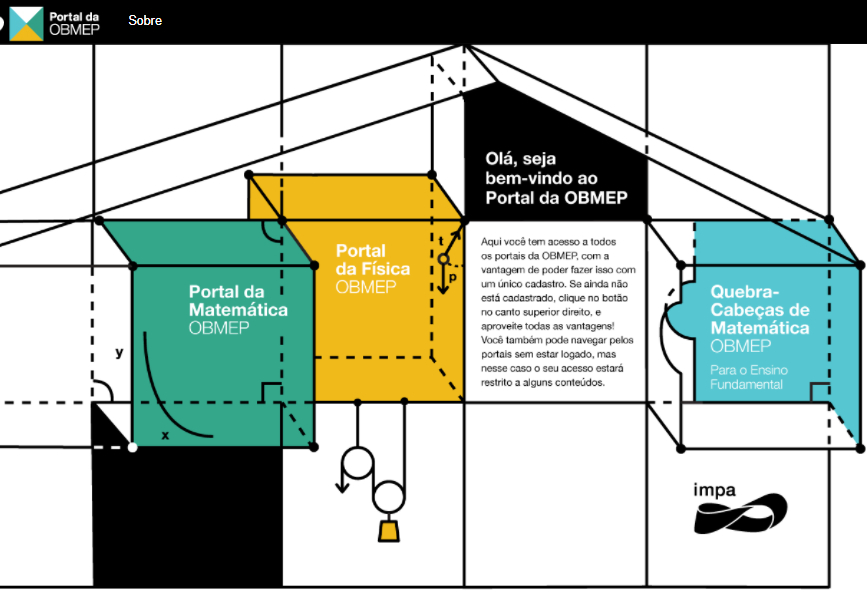 Portal da
OBMEP
Sobre
Olá, seja
bem-vindo ao
Portal da OBMEP
Portal
da Física
OBMEP
t
p
Aqui você tem acesso a todos
os portais da OBMEP, com a
vantagem de poder fazer isso com
um único cadastro. Se ainda não
está cadastrado, clique no botão
no canto superior direito, e
aproveite todas as vantagens!
Você também pode navegar pelos
portais sem estar logado, mas
nesse caso o seu acesso estará
restrito a alguns conteúdos.
Portal da
Matemática
OBMEP
y
x
Quebra-
Cabeças de
Matemática
OBMEP
Para o Ensino
Fundamental
impa